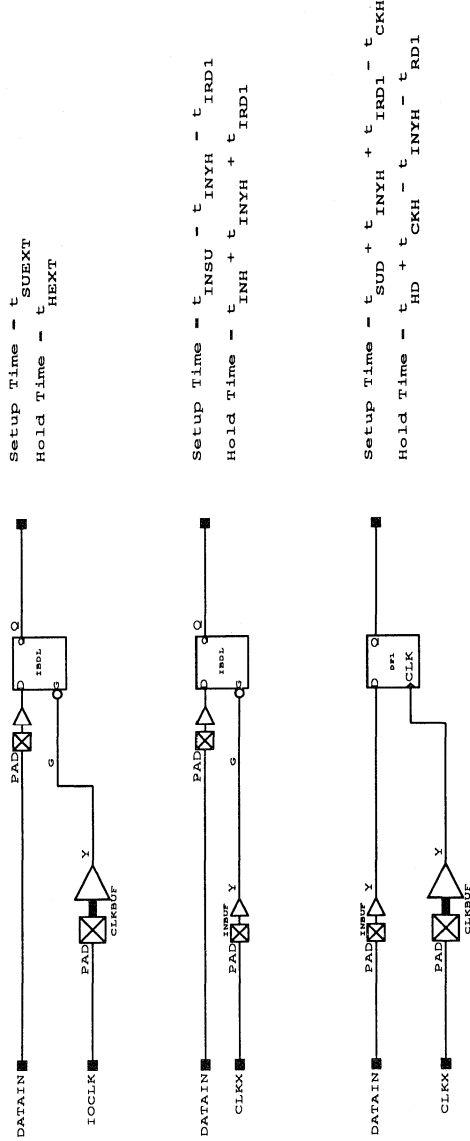 DATAIN
PAD
D Q
Q
IBDL
G
G
IOCLK
PAD
Y
CLKBUF
Setup Time = t SUEXT
Hold Time = t HEXT
DATAIN
PAD
D Q
Q
IBDL
G
G
CLKX
PAD
INBUF
Y
Setup Time = t INSU - t INYH - t IRD1
Hold Time = t INH + t INYH + t IRD1
DATAIN
PAD
INBUF
Y
D Q
DF1
CLK
CLKX
PAD
Y
CLKBUF
Setup Time = t SUD + t INYH + t IRD1 - t CKH
Hold Time = t HD + t CKH - t INYH - t RD1